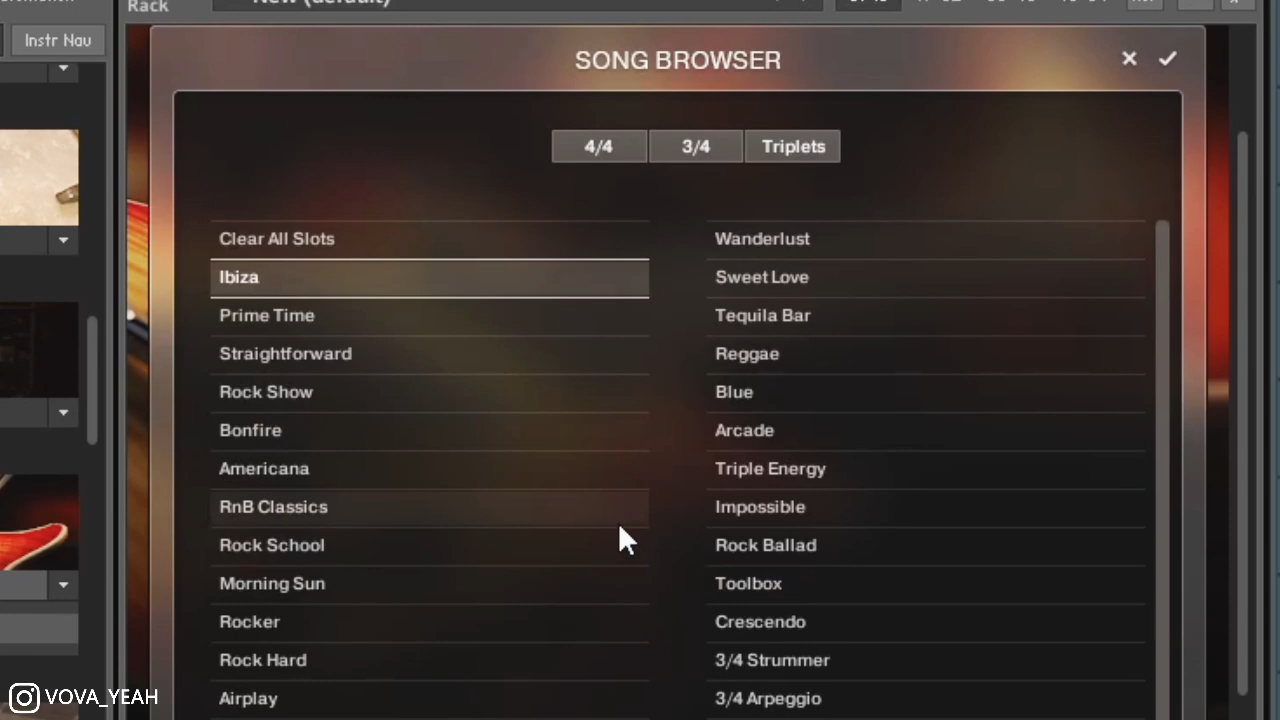 Rack
New (default)
Instr Nav
SONG BROWSER
4/4
3/4
Triplets
Clear All Slots
Ibiza
Prime Time
Straightforward
Rock Show
Bonfire
Americana
RnB Classics
Rock School
Morning Sun
Rocker
Rock Hard
Airplay
Wanderlust
Sweet Love
Tequila Bar
Reggae
Blue
Arcade
Triple Energy
Impossible
Rock Ballad
Toolbox
Crescendo
3/4 Strummer
3/4 Arpeggio
VOVA_YEAH